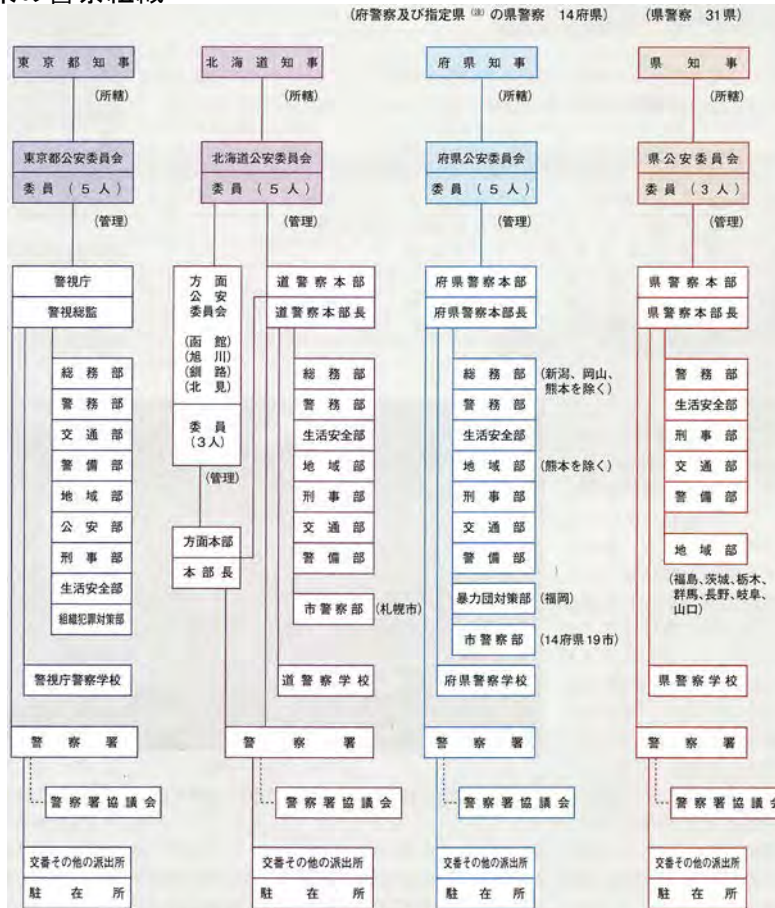 (府警察及び指定県(注)の県警察 14府県)
(県警察 31県)
東京都知事
(所轄)
東京都公安委員会
委員(5人)
(管理)
警視庁
警視総監
総務部
警務部
交通部
警備部
地域部
公安部
刑事部
生活安全部
組織犯罪対策部
警視庁警察学校
警察署
警察署協議会
交番その他の派出所
駐在所
北海道知事
(所轄)
北海道公安委員会
委員(5人)
(管理)
方面
公安
委員会
(函館)
(旭川)
(釧路)
(北見)
委員
(3人)
(管理)
方面本部
本部長
道警察本部
道警察本部長
総務部
警務部
生活安全部
地域部
刑事部
交通部
警備部
市警察部
(札幌市)
道警察学校
警察署
警察署協議会
交番その他の派出所
駐在所
府県知事
(所轄)
府県公安委員会
委員(5人)
(管理)
府県警察本部
府県警察本部長
総務部
(新潟、岡山、
熊本を除く)
警務部
生活安全部
地域部
(熊本を除く)
刑事部
交通部
警備部
暴力団対策部
(福岡)
市警察部
(14府県19市)
府県警察学校
警察署
警察署協議会
交番その他の派出所
駐在所
県知事
(所轄)
県公安委員会
委員(3人)
(管理)
県警察本部
県警察本部長
警務部
生活安全部
刑事部
交通部
警備部
地域部
(福島、茨城、栃木、
群馬、長野、岐阜、
山口)
県警察学校
警察署
警察署協議会
交番その他の派出所
駐在所